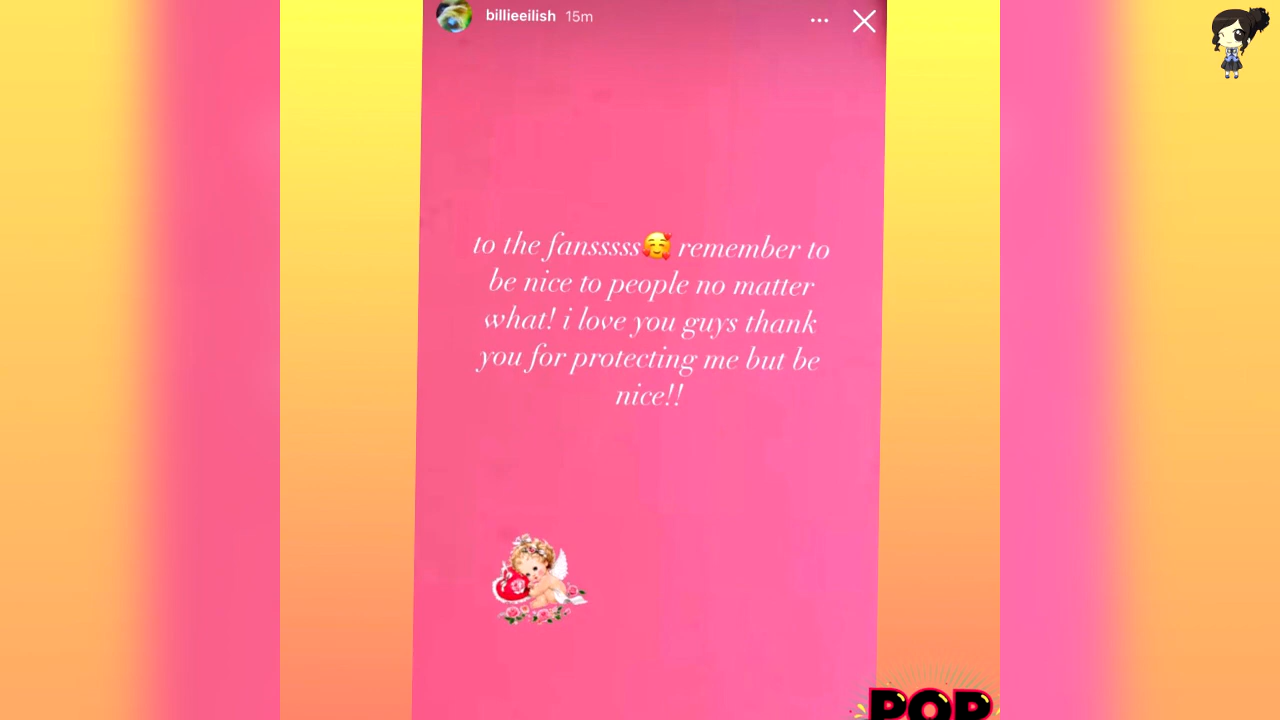 billieeilish 15m
to the fansssss🥰 remember to
be nice to people no matter
what! i love you guys thank
you for protecting me but be
nice!!
POP